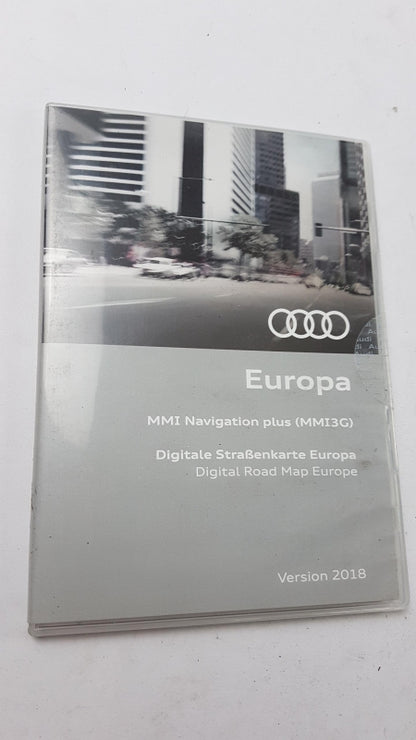 Europa
MMI Navigation plus (MMI3G)
Digitale Straßenkarte Europa
Digital Road Map Europe
Version 2018